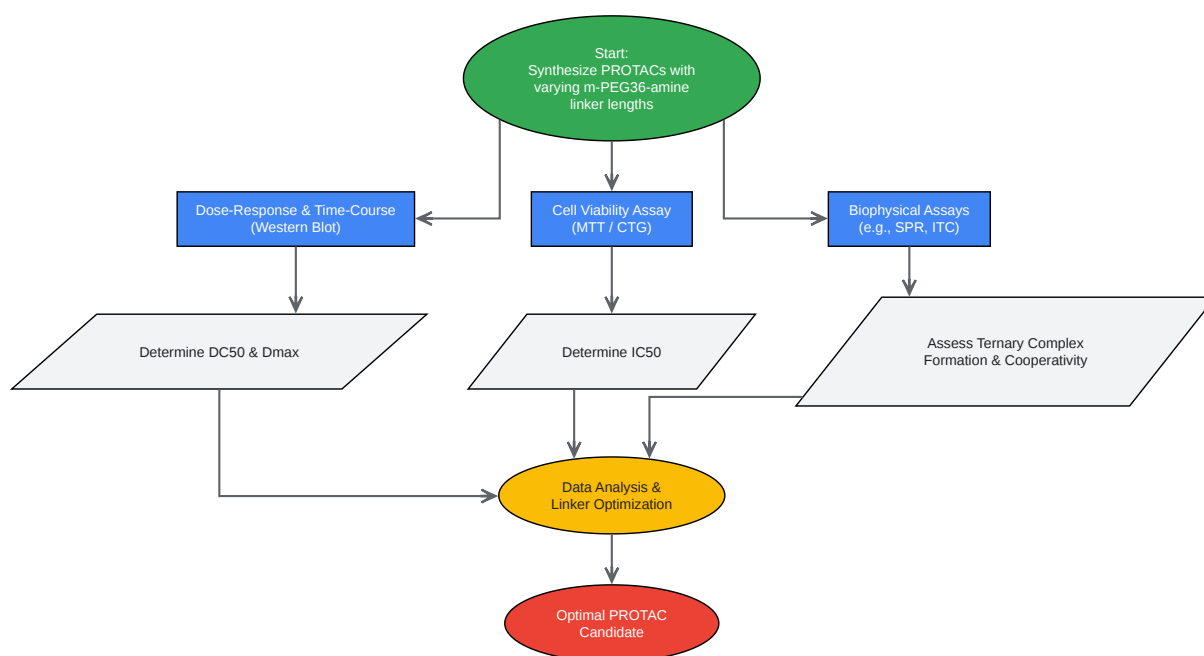 Start:
Synthesize PROTACs with
varying m-PEG36-amine
linker lengths
Dose-Response & Time-Course
(Western Blot)
Cell Viability Assay
(MTT / CTG)
Biophysical Assays
(e.g., SPR, ITC)
Determine DC50 & Dmax
Determine IC50
Assess Ternary Complex
Formation & Cooperativity
Data Analysis &
Linker Optimization
Optimal PROTAC
Candidate